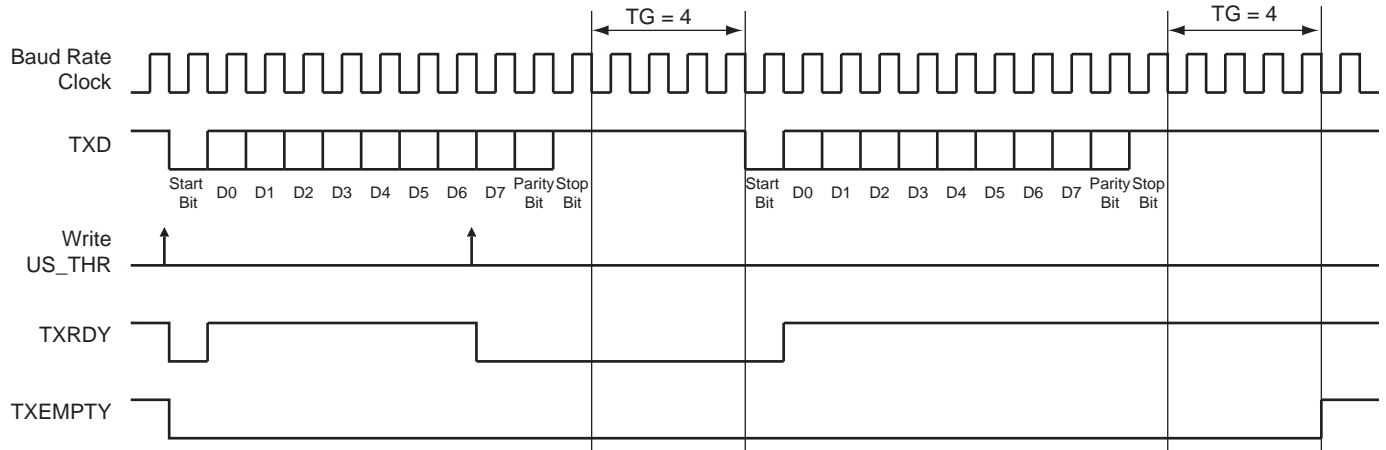 TG = 4
TG = 4
Baud Rate
Clock
TXD
Start
Bit
D0
D1
D2
D3
D4
D5
D6
D7
Parity
Bit
Stop
Bit
Start
Bit
D0
D1
D2
D3
D4
D5
D6
D7
Parity
Bit
Stop
Bit
Write
US_THR
TXRDY
TXEMPTY